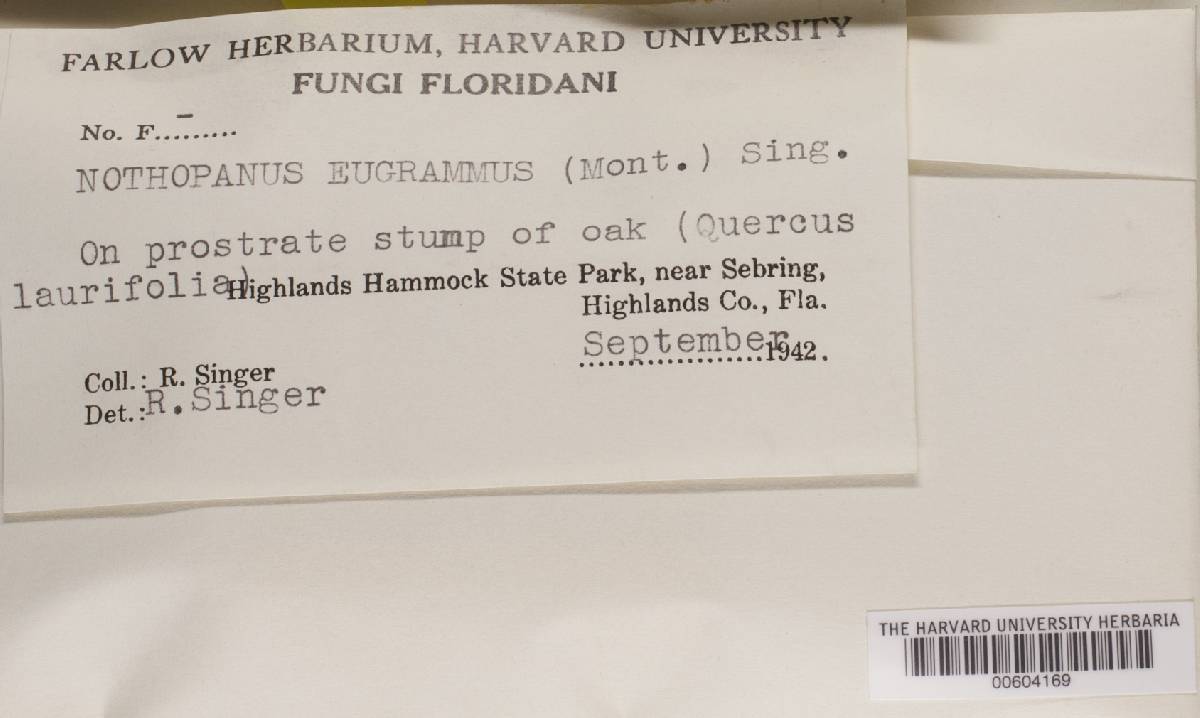 FARLOW HERBARIUM, HARVARD UNIVERSITY
FUNGI FLORIDANI
No. F.-........
NOTHOPANUS EUGRAMMUS (Mont.) Sing.
On prostrate stump of oak (Quercus
laurifolia) Highlands Hammock State Park, near Sebring,
Highlands Co., Fla.
September 1942.
Coll.: R. Singer
Det.: R. Singer
THE HARVARD UNIVERSITY HERBARIA
00604169